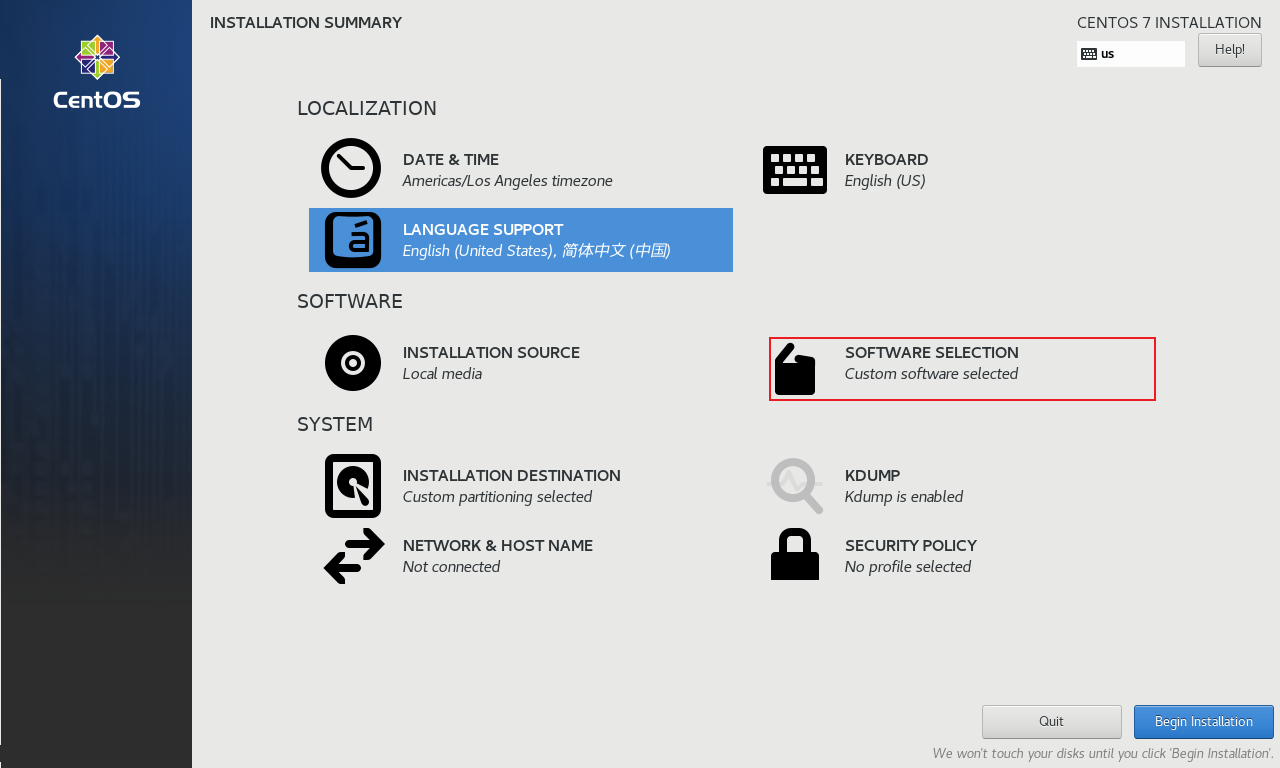 INSTALLATION SUMMARY
CENTOS 7 INSTALLATION
us
Help!
CentOS
LOCALIZATION
DATE & TIME
Americas/Los Angeles timezone
KEYBOARD
English (US)
á
LANGUAGE SUPPORT
English (United States), 简体中文 (中国)
SOFTWARE
INSTALLATION SOURCE
Local media
SOFTWARE SELECTION
Custom software selected
SYSTEM
INSTALLATION DESTINATION
Custom partitioning selected
KDUMP
Kdump is enabled
NETWORK & HOST NAME
Not connected
SECURITY POLICY
No profile selected
Quit
Begin Installation
We won't touch your disks until you click 'Begin Installation'.